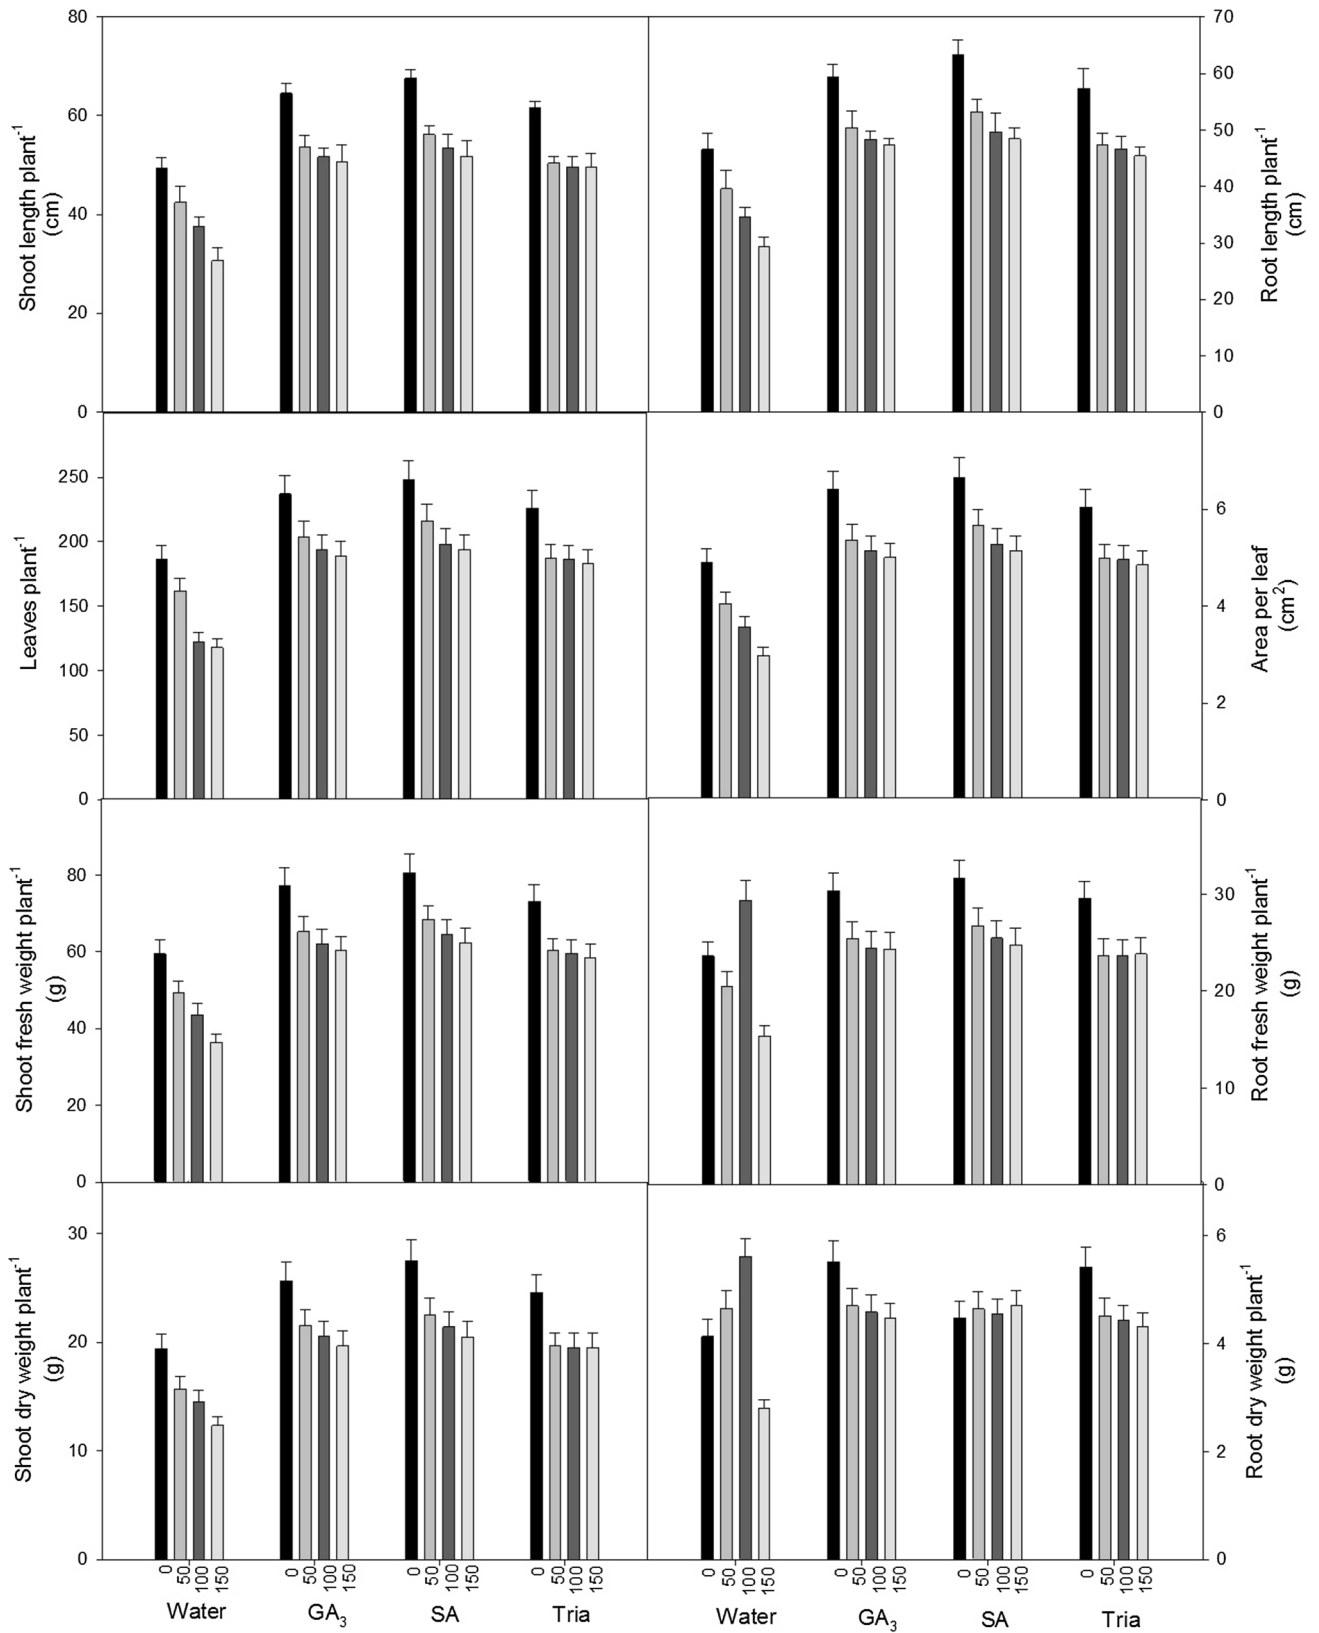 80
60
40
20
0
Shoot length plant-1
(cm)
70
60
50
40
30
20
10
0
Root length plant-1
(cm)
250
200
150
100
50
0
Leaves plant-1
6
4
2
0
Area per leaf
(cm2)
80
60
40
20
0
Shoot fresh weight plant-1
(g)
30
20
10
0
Root fresh weight plant-1
(g)
30
20
10
0
Shoot dry weight plant-1
(g)
6
4
2
0
Root dry weight plant-1
(g)
0 50 100 150 0 50 100 150 0 50 100 150 0 50 100 150 0 50 100 150 0 50 100 150 0 50 100 150 0 50 100 150
Water GA3 SA Tria Water GA3 SA Tria